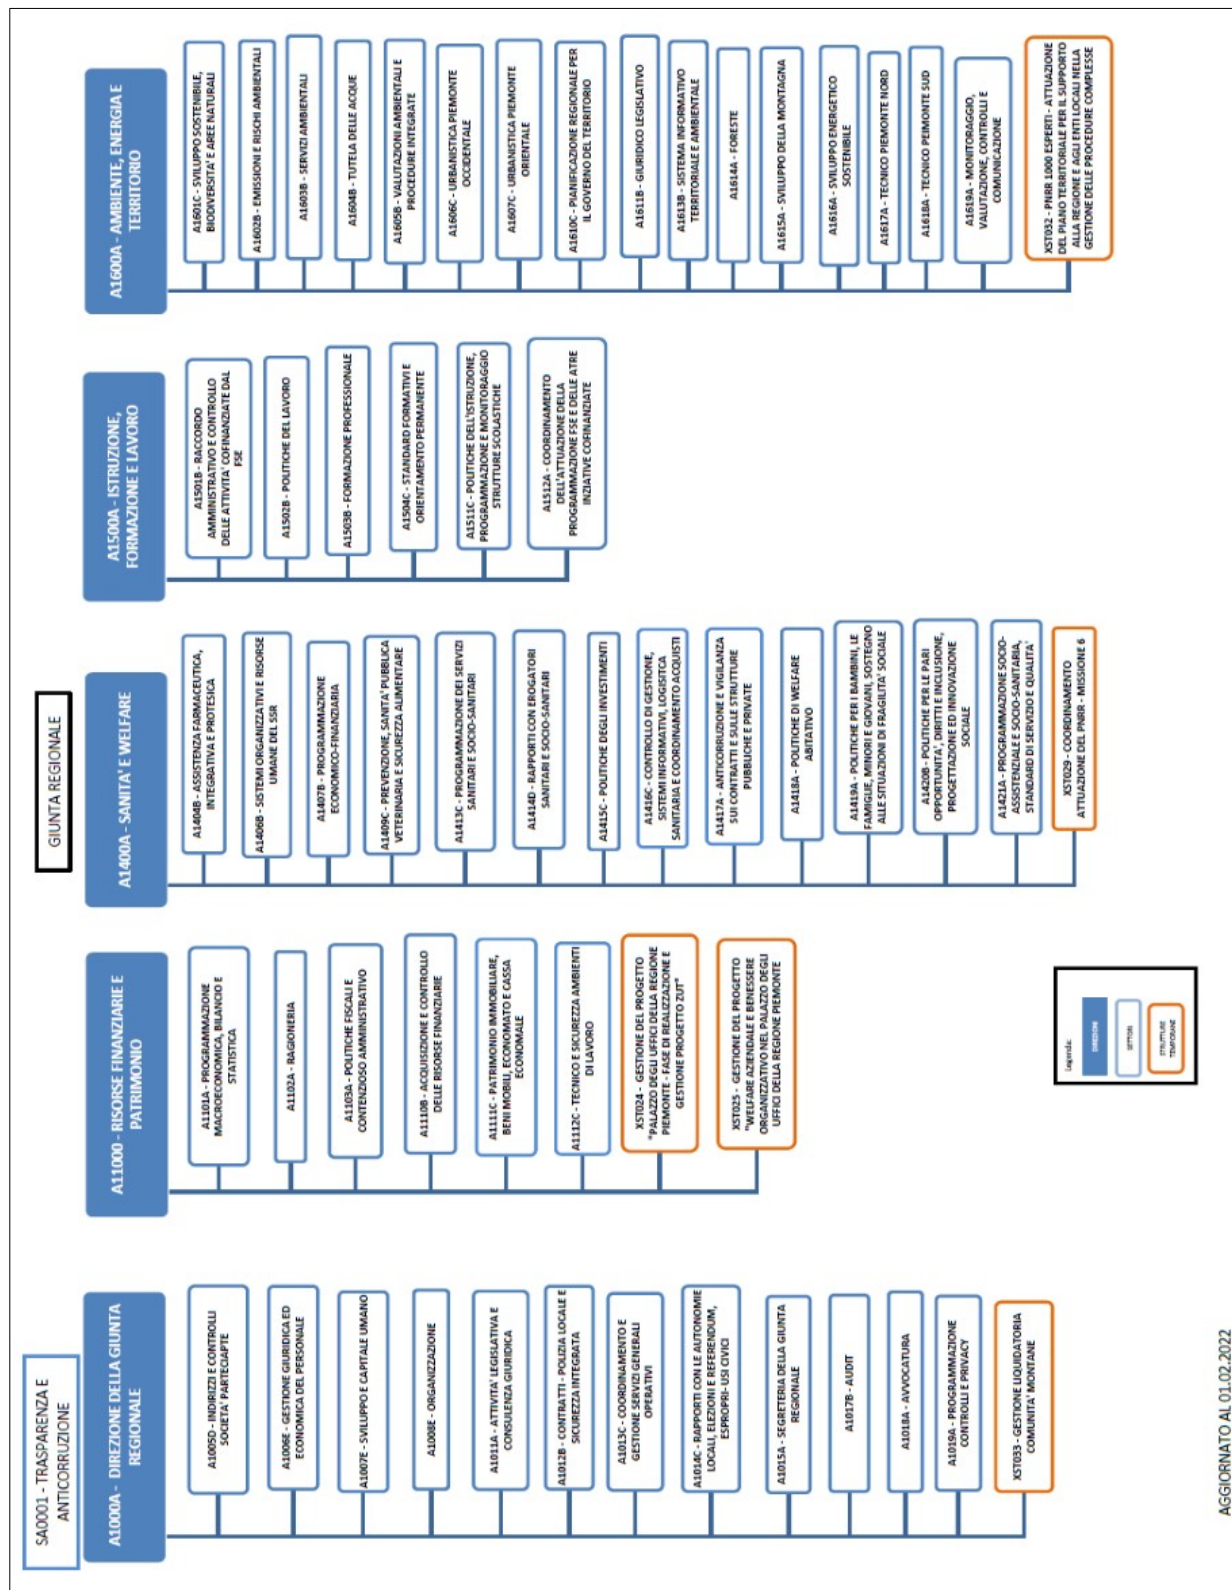 GIUNTA REGIONALE
SA0001 - TRASPARENZA E
ANTICORRUZIONE
A1000A - DIREZIONE DELLA GIUNTA
REGIONALE
A1005D - INDIRIZZI E CONTROLLI
SOCIETA' PARTECIAPTE
A1006E - GESTIONE GIURIDICA ED
ECONOMICA DEL PERSONALE
A1007E - SVILUPPO E CAPITALE UMANO
A1008E - ORGANIZZAZIONE
A1011A - ATTIVITA' LEGISLATIVA E
CONSULENZA GIURIDICA
A1012B - CONTRATTI - POLIZIA LOCALE E
SICUREZZA INTEGRATA
A1013C - COORDINAMENTO E
GESTIONE SERVIZI GENERALI
OPERATIVI
A1014C - RAPPORTI CON LE AUTONOMIE
LOCALI, ELEZIONI E REFERENDUM,
ESPROPRI- USI CIVICI
A1015A - SEGRETERIA DELLA GIUNTA
REGIONALE
A1017B - AUDIT
A1018A - AVVOCATURA
A1019A - PROGRAMMAZIONE
CONTROLLI E PRIVACY
XST033 - GESTIONE LIQUIDATORIA
COMUNITA' MONTANE
A11000 - RISORSE FINANZIARIE E
PATRIMONIO
A1101A - PROGRAMMAZIONE
MACROECONOMICA, BILANCIO E
STATISTICA
A1102A - RAGIONERIA
A1103A - POLITICHE FISCALI E
CONTENZIOSO AMMINISTRATIVO
A1110B - ACQUISIZIONE E CONTROLLO
DELLE RISORSE FINANZIARIE
A1111C - PATRIMONIO IMMOBILIARE,
BENI MOBILI, ECONOMATO E CASSA
ECONOMALE
A1112C - TECNICO E SICUREZZA AMBIENTI
DI LAVORO
XST024 - GESTIONE DEL PROGETTO
"PALAZZO DEGLI UFFICI DELLA REGIONE
PIEMONTE - FASE DI REALIZZAZIONE E
GESTIONE PROGETTO ZUT"
XST025 - GESTIONE DEL PROGETTO
"WELFARE AZIENDALE E BENESSERE
ORGANIZZATIVO NEL PALAZZO DEGLI
UFFICI DELLA REGIONE PIEMONTE
A1400A - SANITA' E WELFARE
A1404B - ASSISTENZA FARMACEUTICA,
INTEGRATIVA E PROTESICA
A1406B - SISTEMI ORGANIZZATIVI E RISORSE
UMANE DEL SSR
A1407B - PROGRAMMAZIONE
ECONOMICO-FINANZIARIA
A1409C - PREVENZIONE, SANITA' PUBBLICA
VETERINARIA E SICUREZZA ALIMENTARE
A1413C - PROGRAMMAZIONE DEI SERVIZI
SANITARI E SOCIO-SANITARI
A1414D - RAPPORTI CON EROGATORI
SANITARI E SOCIO-SANITARI
A1415C - POLITICHE DEGLI INVESTIMENTI
A1416C - CONTROLLO DI GESTIONE,
SISTEMI INFORMATIVI, LOGISITCA
SANITARIA E COORDINAMENTO ACQUISTI
A1417A - ANTICORRUZIONE E VIGILANZA
SUI CONTRATTI E SULLE STRUTTURE
PUBBLICHE E PRIVATE
A1418A - POLITICHE DI WELFARE
ABITATIVO
A1419A - POLITICHE PER I BAMBINI, LE
FAMIGLIE, MINORI E GIOVANI, SOSTEGNO
ALLE SITUAZIONI DI FRAGILITA' SOCIALE
A1420B - POLITICHE PER LE PARI
OPPORTUNITA', DIRITTI E INCLUSIONE,
PROGETTAZIONE ED INNOVAZIONE
SOCIALE
A1421A - PROGRAMMAZIONE SOCIO-
ASSISTENZIALE E SOCIO-SANITARIA,
STANDARD DI SERVIZIO E QUALITA'
XST029 - COORDINAMENTO
ATTUAZIONE DEL PNRR - MISSIONE 6
A1500A - ISTRUZIONE,
FORMAZIONE E LAVORO
A1501B - RACCORDO
AMMINISTRATIVO E CONTROLLO
DELLE ATTIVITA' COFINANZIATE DAL
FSE
A1502B - POLITICHE DEL LAVORO
A1503B - FORMAZIONE PROFESSIONALE
A1504C - STANDARD FORMATIVI E
ORIENTAMENTO PERMANENTE
A1511C - POLITICHE DELL'ISTRUZIONE,
PROGRAMMAZIONE E MONITORAGGIO
STRUTTURE SCOLASTICHE
A1512A - COORDINAMENTO
DELL'ATTUAZIONE DELLA
PROGRAMMAZIONE FSE E DELLE ATRE
INZIATIVE COFINANZIATE
A1600A - AMBIENTE, ENERGIA E
TERRITORIO
A1601C - SVILUPPO SOSTENIBILE,
BIODIVERSITA' E AREE NATURALI
A1602B - EMISSIONI E RISCHI AMBIENTALI
A1603B - SERVIZI AMBIENTALI
A1604B - TUTELA DELLE ACQUE
A1605B - VALUTAZIONI AMBIENTALI E
PROCEDURE INTEGRATE
A1606C - URBANISTICA PIEMONTE
OCCIDENTALE
A1607C - URBANISTICA PIEMONTE
ORIENTALE
A1610C - PIANIFICAZIONE REGIONALE PER
IL GOVERNO DEL TERRITORIO
A1611B - GIURIDICO LEGISLATIVO
A1613B - SISTEMA INFORMATIVO
TERRITORIALE E AMBIENTALE
A1614A - FORESTE
A1615A - SVILUPPO DELLA MONTAGNA
A1616A - SVILUPPO ENERGETICO
SOSTENIBILE
A1617A - TECNICO PIEMONTE NORD
A1618A - TECNICO PEIMONTE SUD
A1619A - MONITORAGGIO,
VALUTAZIONE, CONTROLLI E
COMUNICAZIONE
XST032 - PNRR 1000 ESPERTI - ATTUAZIONE
DEL PIANO TERRITORIALE PER IL SUPPORTO
ALLA REGIONE E AGLI ENTI LOCALI NELLA
GESTIONE DELLE PROCEDURE COMPLESSE
Legenda:
DIREZIONI
SETTORI
STRUTTURE
TEMPORANEE
AGGIORNATO AL 01.02.2022